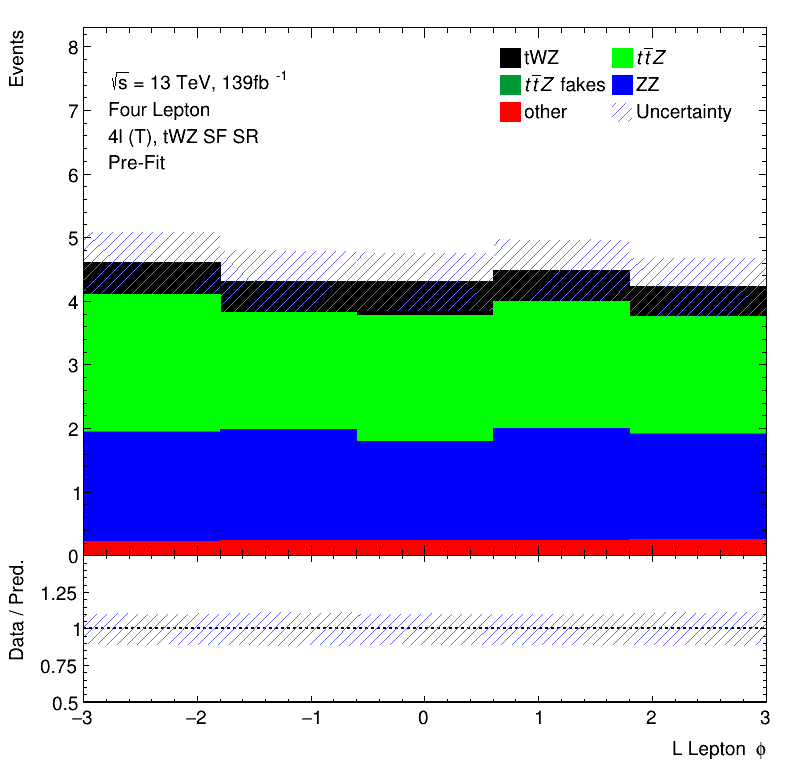 Events
8
7
6
5
4
3
2
1
0
√s = 13 TeV, 139fb⁻¹
Four Lepton
4l (T), tWZ SF SR
Pre-Fit
tWZ
tt̄Z
tt̄Z fakes
ZZ
other
Uncertainty
Data / Pred.
1.25
1
0.75
0.5
−3 −2 −1 0 1 2 3
L Lepton ϕ